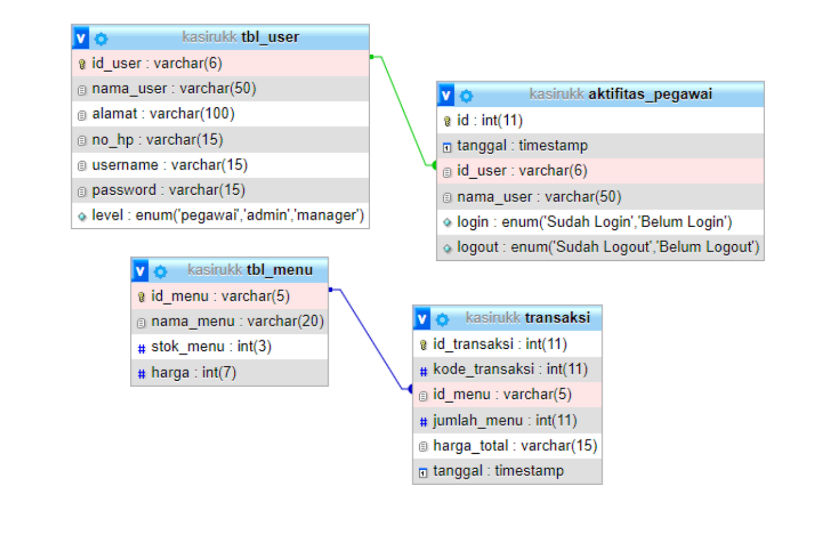 v kasirukk tbl_user
id_user : varchar(6)
nama_user : varchar(50)
alamat : varchar(100)
no_hp : varchar(15)
username : varchar(15)
password : varchar(15)
level : enum('pegawai','admin','manager')
v kasirukk aktifitas_pegawai
id : int(11)
tanggal : timestamp
id_user : varchar(6)
nama_user : varchar(50)
login : enum('Sudah Login','Belum Login')
logout : enum('Sudah Logout','Belum Logout')
v kasirukk tbl_menu
id_menu : varchar(5)
nama_menu : varchar(20)
# stok_menu : int(3)
# harga : int(7)
v kasirukk transaksi
id_transaksi : int(11)
# kode_transaksi : int(11)
id_menu : varchar(5)
# jumlah_menu : int(11)
harga_total : varchar(15)
tanggal : timestamp